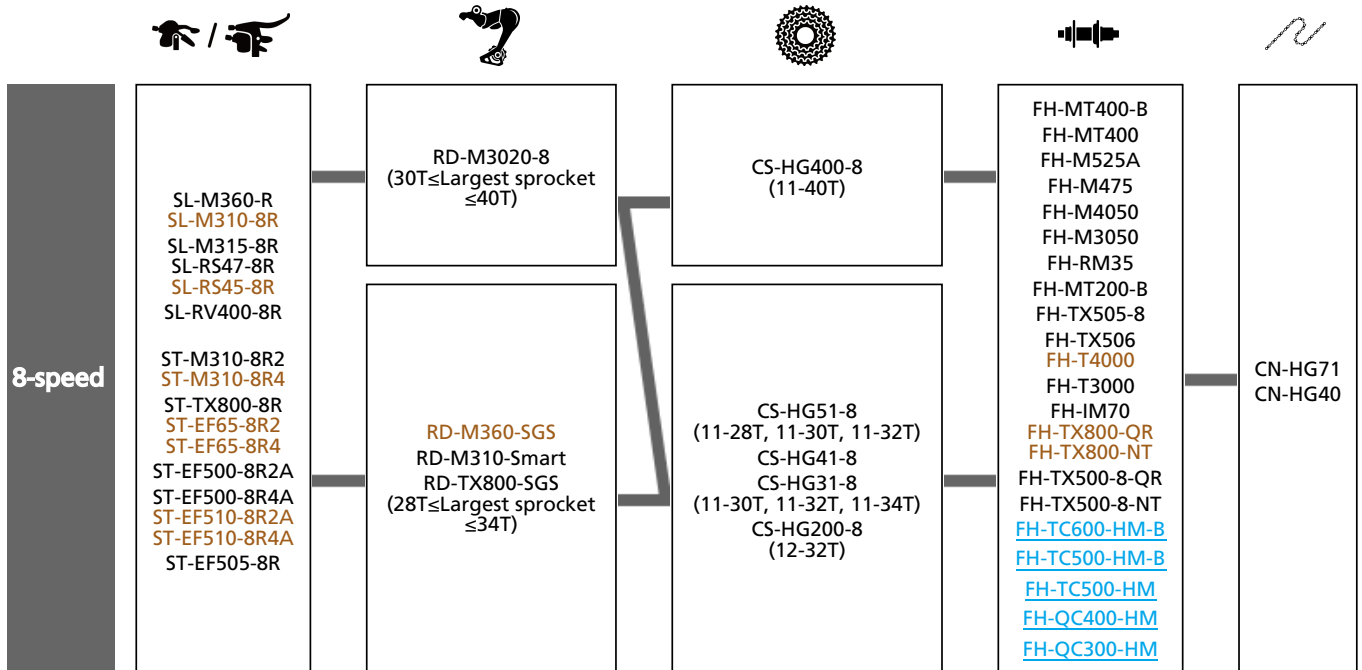 8-speed
SL-M360-R
SL-M310-8R
SL-M315-8R
SL-RS47-8R
SL-RS45-8R
SL-RV400-8R
ST-M310-8R2
ST-M310-8R4
ST-TX800-8R
ST-EF65-8R2
ST-EF65-8R4
ST-EF500-8R2A
ST-EF500-8R4A
ST-EF510-8R2A
ST-EF510-8R4A
ST-EF505-8R
RD-M3020-8
(30T≤Largest sprocket
≤40T)
RD-M360-SGS
RD-M310-Smart
RD-TX800-SGS
(28T≤Largest sprocket
≤34T)
CS-HG400-8
(11-40T)
CS-HG51-8
(11-28T, 11-30T, 11-32T)
CS-HG41-8
CS-HG31-8
(11-30T, 11-32T, 11-34T)
CS-HG200-8
(12-32T)
FH-MT400-B
FH-MT400
FH-M525A
FH-M475
FH-M4050
FH-M3050
FH-RM35
FH-MT200-B
FH-TX505-8
FH-TX506
FH-T4000
FH-T3000
FH-IM70
FH-TX800-QR
FH-TX800-NT
FH-TX500-8-QR
FH-TX500-8-NT
FH-TC600-HM-B
FH-TC500-HM-B
FH-TC500-HM
FH-QC400-HM
FH-QC300-HM
CN-HG71
CN-HG40